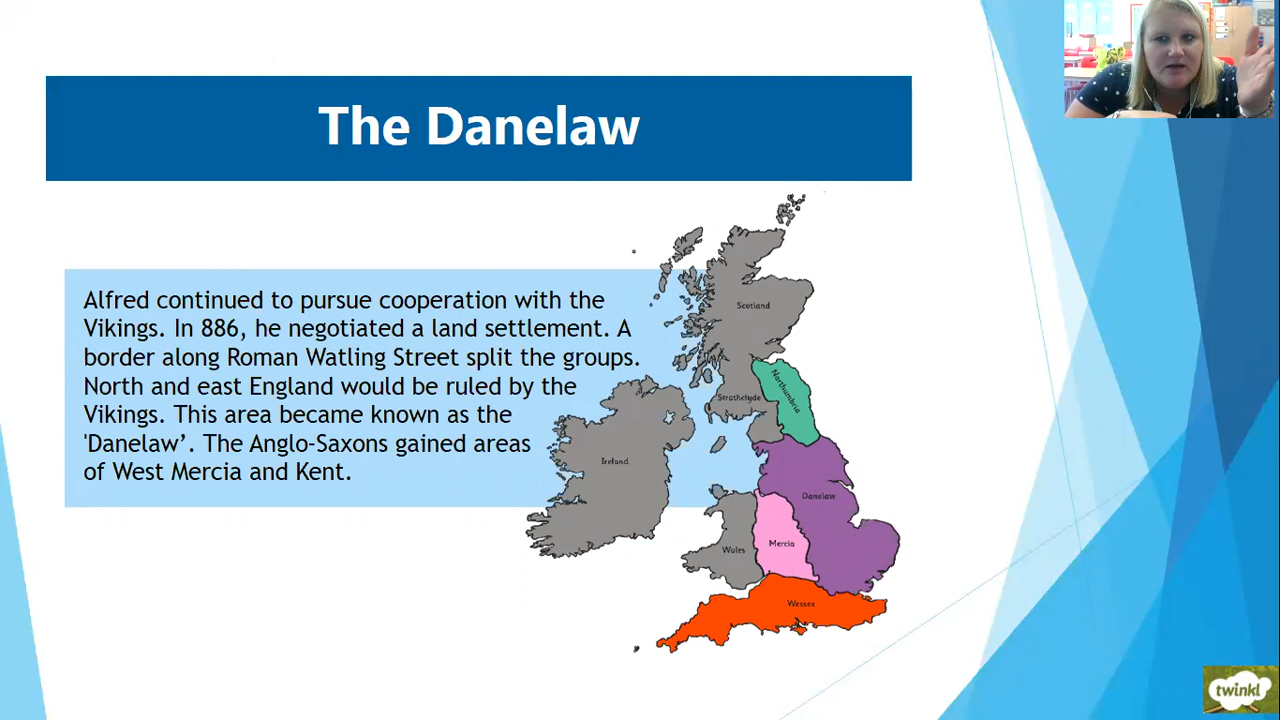 The Danelaw
Alfred continued to pursue cooperation with the
Vikings. In 886, he negotiated a land settlement. A
border along Roman Watling Street split the groups.
North and east England would be ruled by the
Vikings. This area became known as the
'Danelaw’. The Anglo-Saxons gained areas
of West Mercia and Kent.
Scotland
Northumbria
Strathclyde
Ireland
Danelaw
Mercia
Wales
Wessex
twinkl